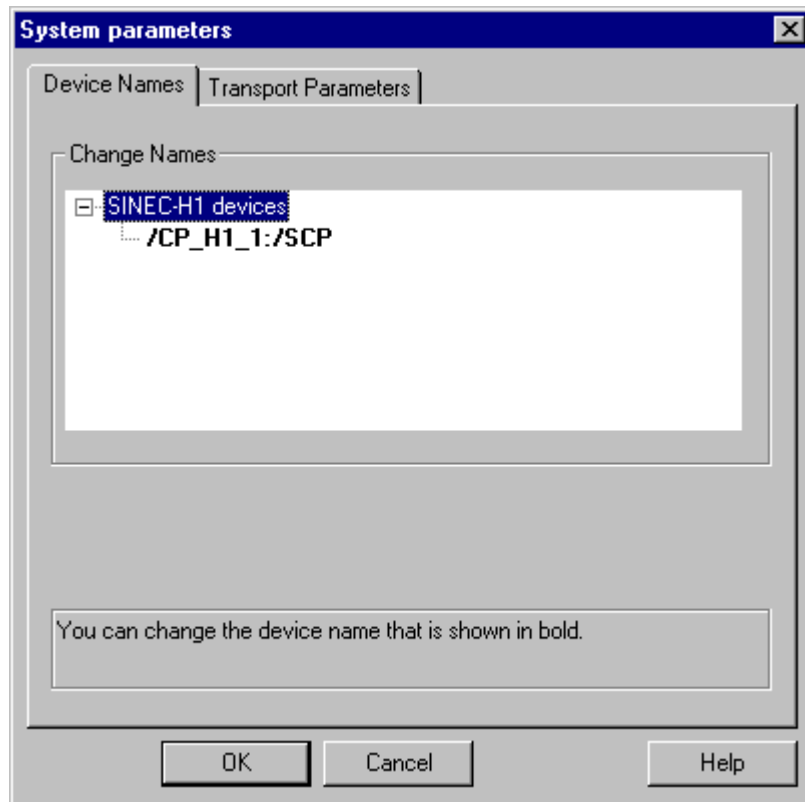 System parameters
Device Names
Transport Parameters
Change Names
SINEC-H1 devices
/CP_H1_1:/SCP
You can change the device name that is shown in bold.
OK
Cancel
Help